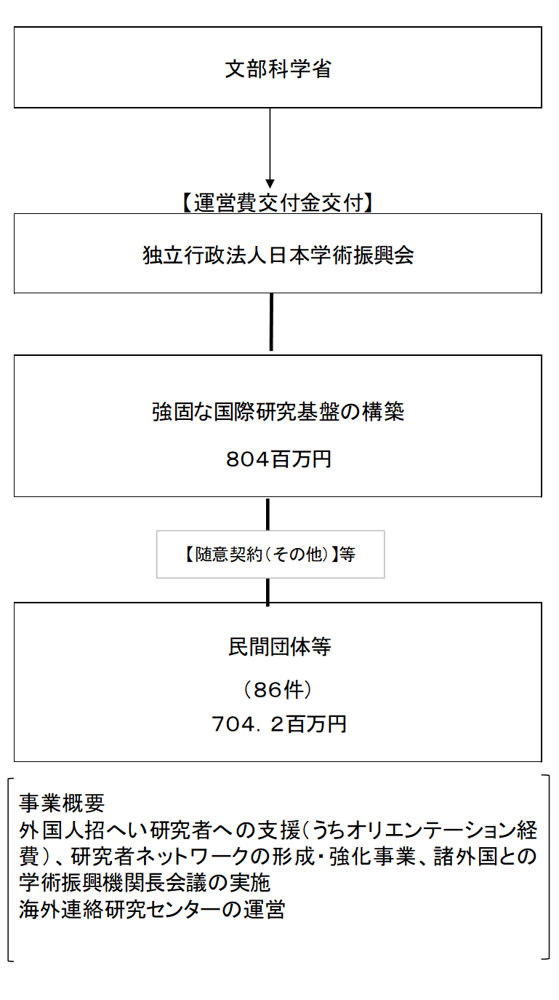 文部科学省
【運営費交付金交付】
独立行政法人日本学術振興会
強固な国際研究基盤の構築
８０４百万円
【随意契約（その他）】等
民間団体等
（８６件）
７０４．２百万円
事業概要
外国人招へい研究者への支援（うちオリエンテーション経
費）、研究者ネットワークの形成・強化事業、諸外国との
学術振興機関長会議の実施
海外連絡研究センターの運営